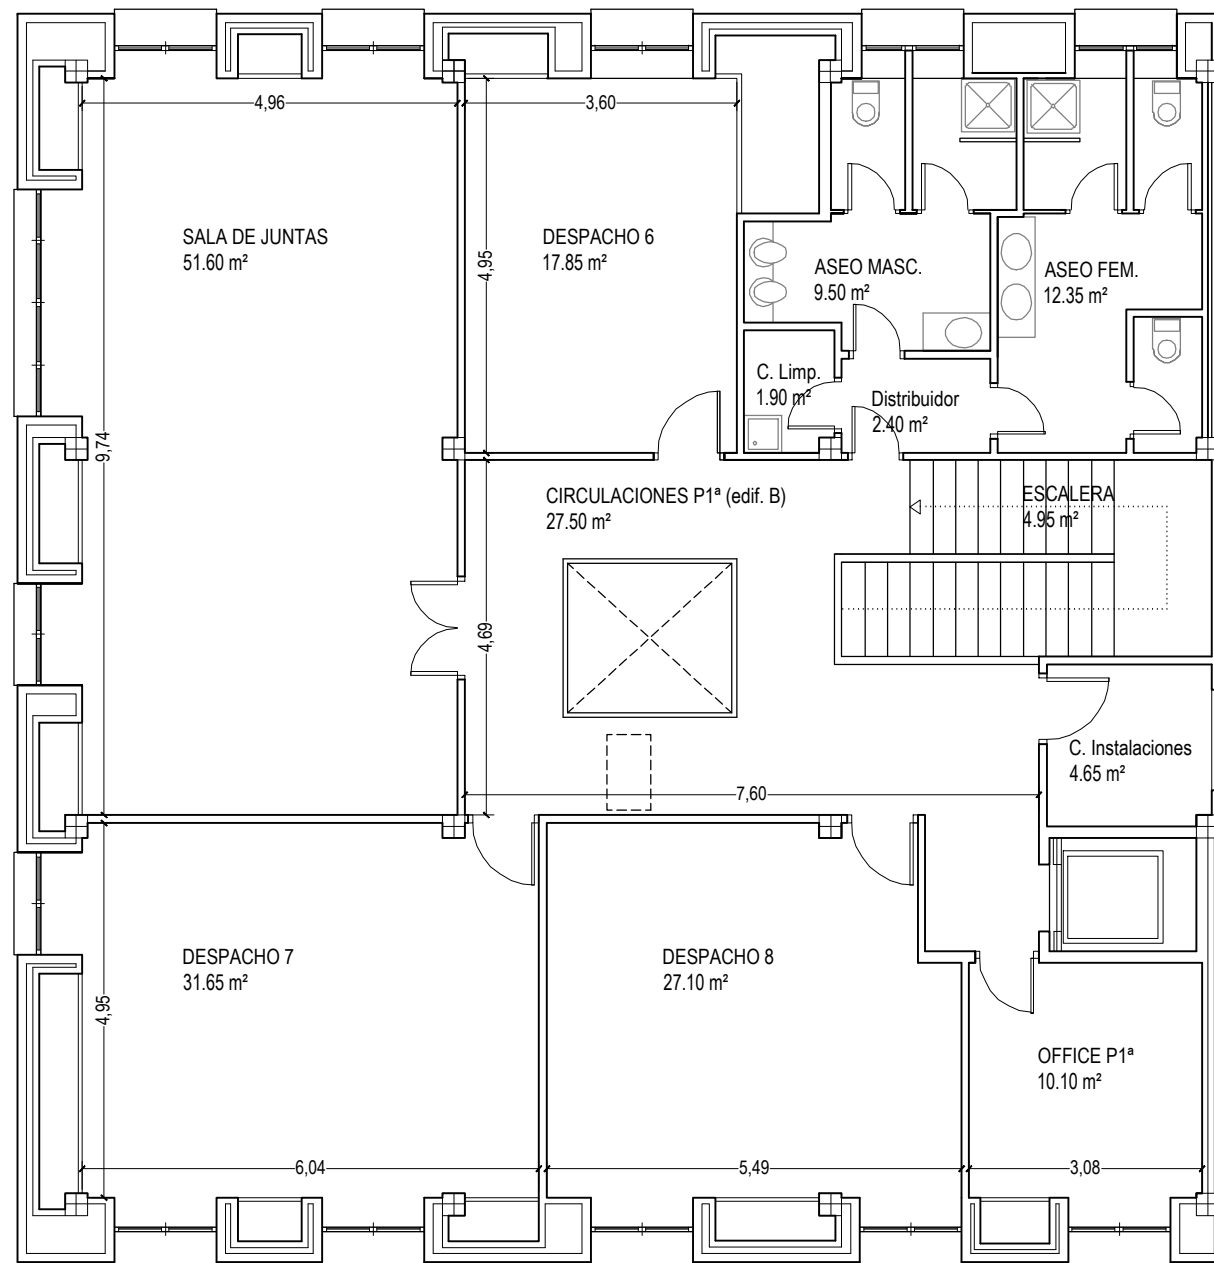 4,96
3,60
SALA DE JUNTAS
51.60 m²
DESPACHO 6
17.85 m²
4,95
ASEO MASC.
9.50 m²
ASEO FEM.
12.35 m²
C. Limp.
1.90 m²
Distribuidor
2.40 m²
9,74
CIRCULACIONES P1ª (edif. B)
27.50 m²
ESCALERA
4.95 m²
4,69
C. Instalaciones
4.65 m²
7,60
DESPACHO 7
31.65 m²
DESPACHO 8
27.10 m²
4,95
OFFICE P1ª
10.10 m²
6,04
5,49
3,08